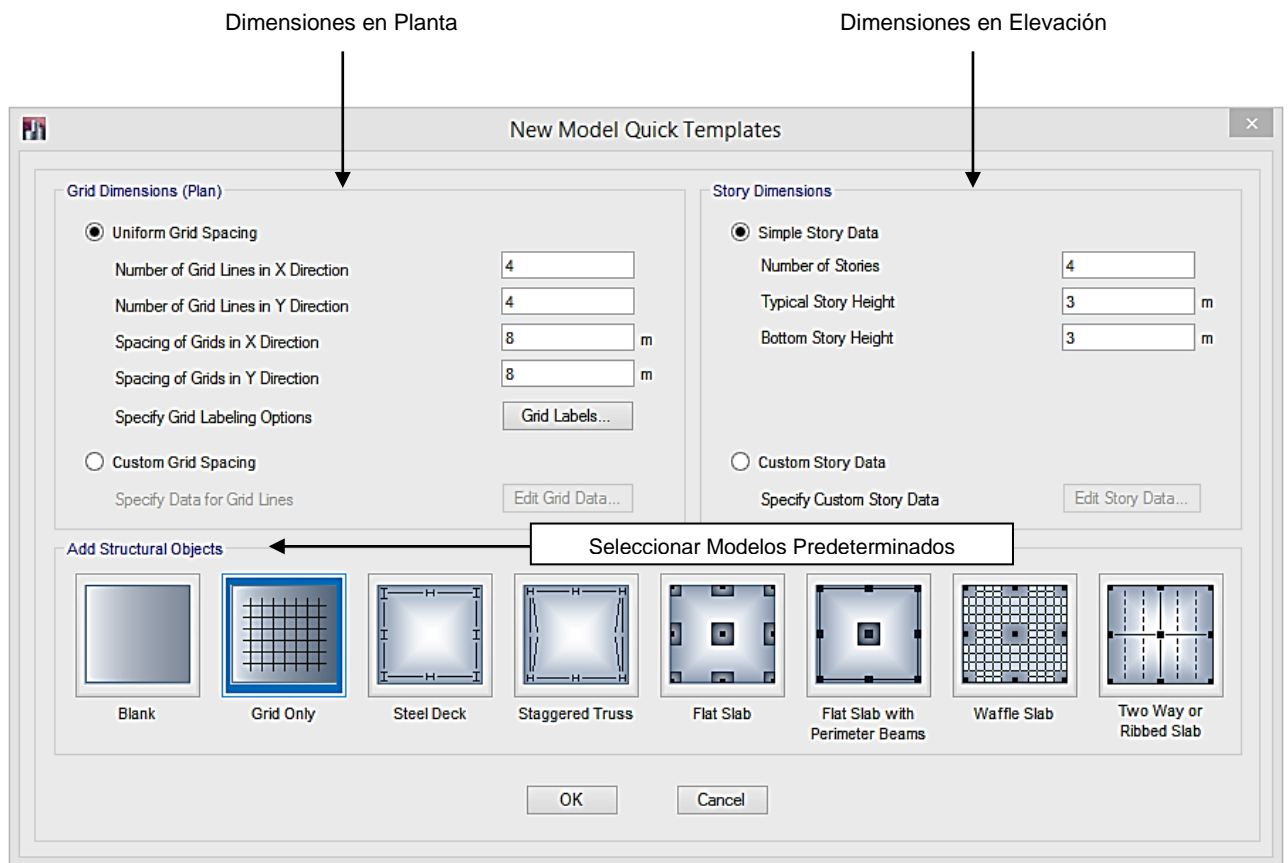 Dimensiones en Planta
Dimensiones en Elevación
New Model Quick Templates
Grid Dimensions (Plan)
Uniform Grid Spacing
Number of Grid Lines in X Direction 4
Number of Grid Lines in Y Direction 4
Spacing of Grids in X Direction 8 m
Spacing of Grids in Y Direction 8 m
Specify Grid Labeling Options Grid Labels...
Custom Grid Spacing
Specify Data for Grid Lines Edit Grid Data...
Story Dimensions
Simple Story Data
Number of Stories 4
Typical Story Height 3 m
Bottom Story Height 3 m
Custom Story Data
Specify Custom Story Data Edit Story Data...
Add Structural Objects
Seleccionar Modelos Predeterminados
Blank
Grid Only
Steel Deck
Staggered Truss
Flat Slab
Flat Slab with
Perimeter Beams
Waffle Slab
Two Way or
Ribbed Slab
OK
Cancel